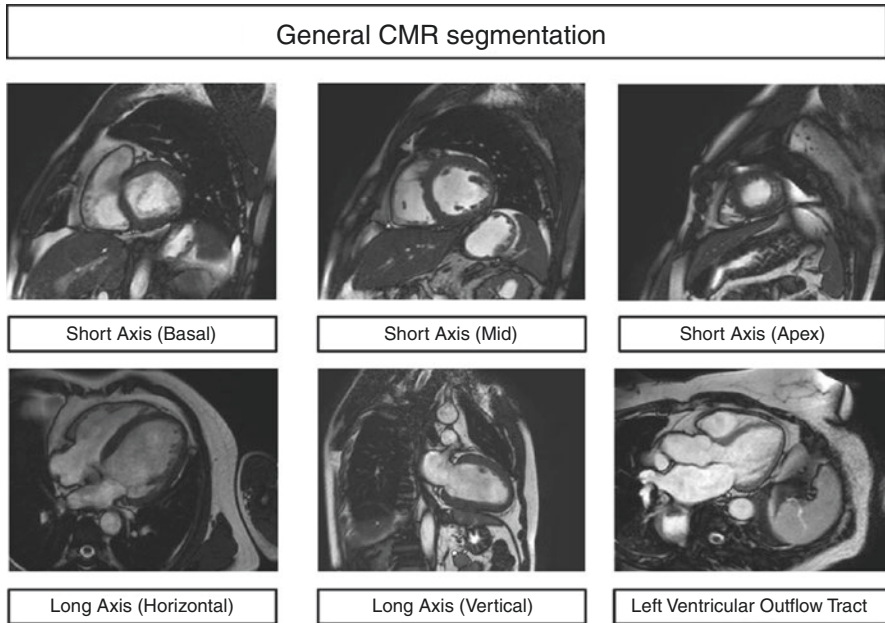 General CMR segmentation
Short Axis (Basal)
Short Axis (Mid)
Short Axis (Apex)
Long Axis (Horizontal)
Long Axis (Vertical)
Left Ventricular Outflow Tract